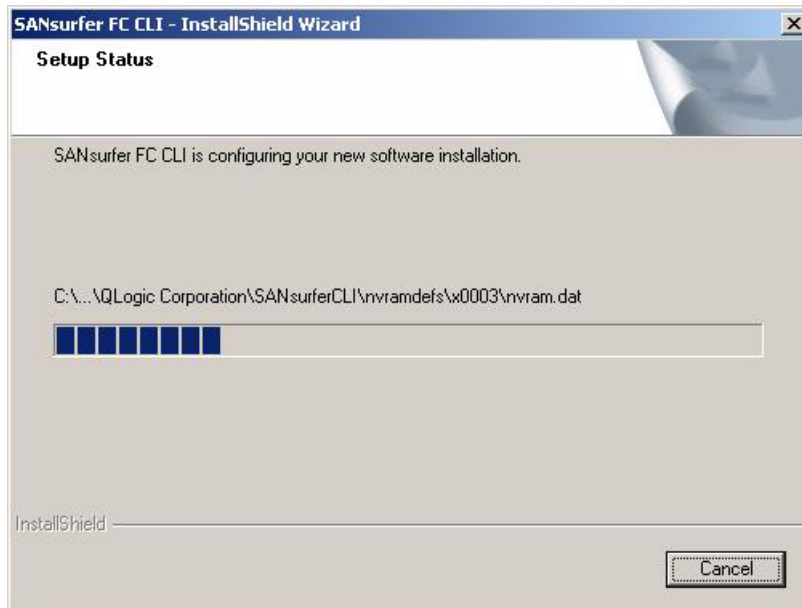 SANsurfer FC CLI - InstallShield Wizard
Setup Status
SANsurfer FC CLI is configuring your new software installation.
C:\...\QLogic Corporation\SANsurferCLI\nvramdefs\x0003\nvram.dat
InstallShield
Cancel